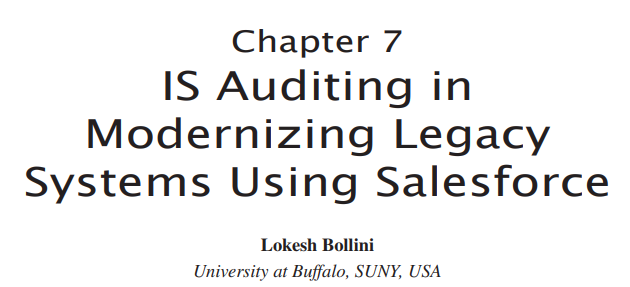 Chapter 7
IS Auditing in
Modernizing Legacy
Systems Using Salesforce
Lokesh Bollini
University at Buffalo, SUNY, USA